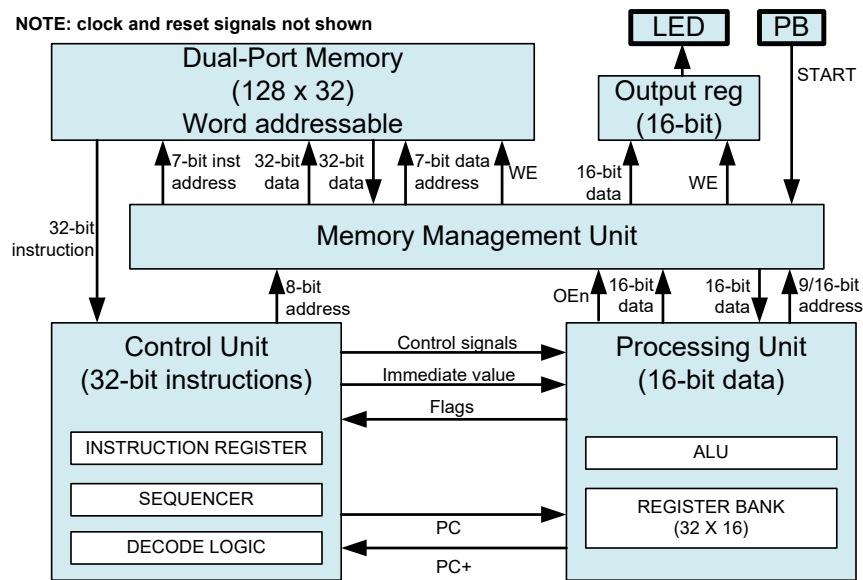 NOTE: clock and reset signals not shown
LED
PB
Dual-Port Memory
(128 x 32)
Word addressable
START
Output reg
(16-bit)
7-bit inst
address
32-bit
data
32-bit
data
7-bit data
address
WE
16-bit
data
WE
32-bit
instruction
Memory Management Unit
8-bit
address
OEn
16-bit
data
16-bit
data
9/16-bit
address
Control Unit
(32-bit instructions)
Control signals
Immediate value
Flags
Processing Unit
(16-bit data)
INSTRUCTION REGISTER
ALU
SEQUENCER
REGISTER BANK
(32 X 16)
PC
DECODE LOGIC
PC+